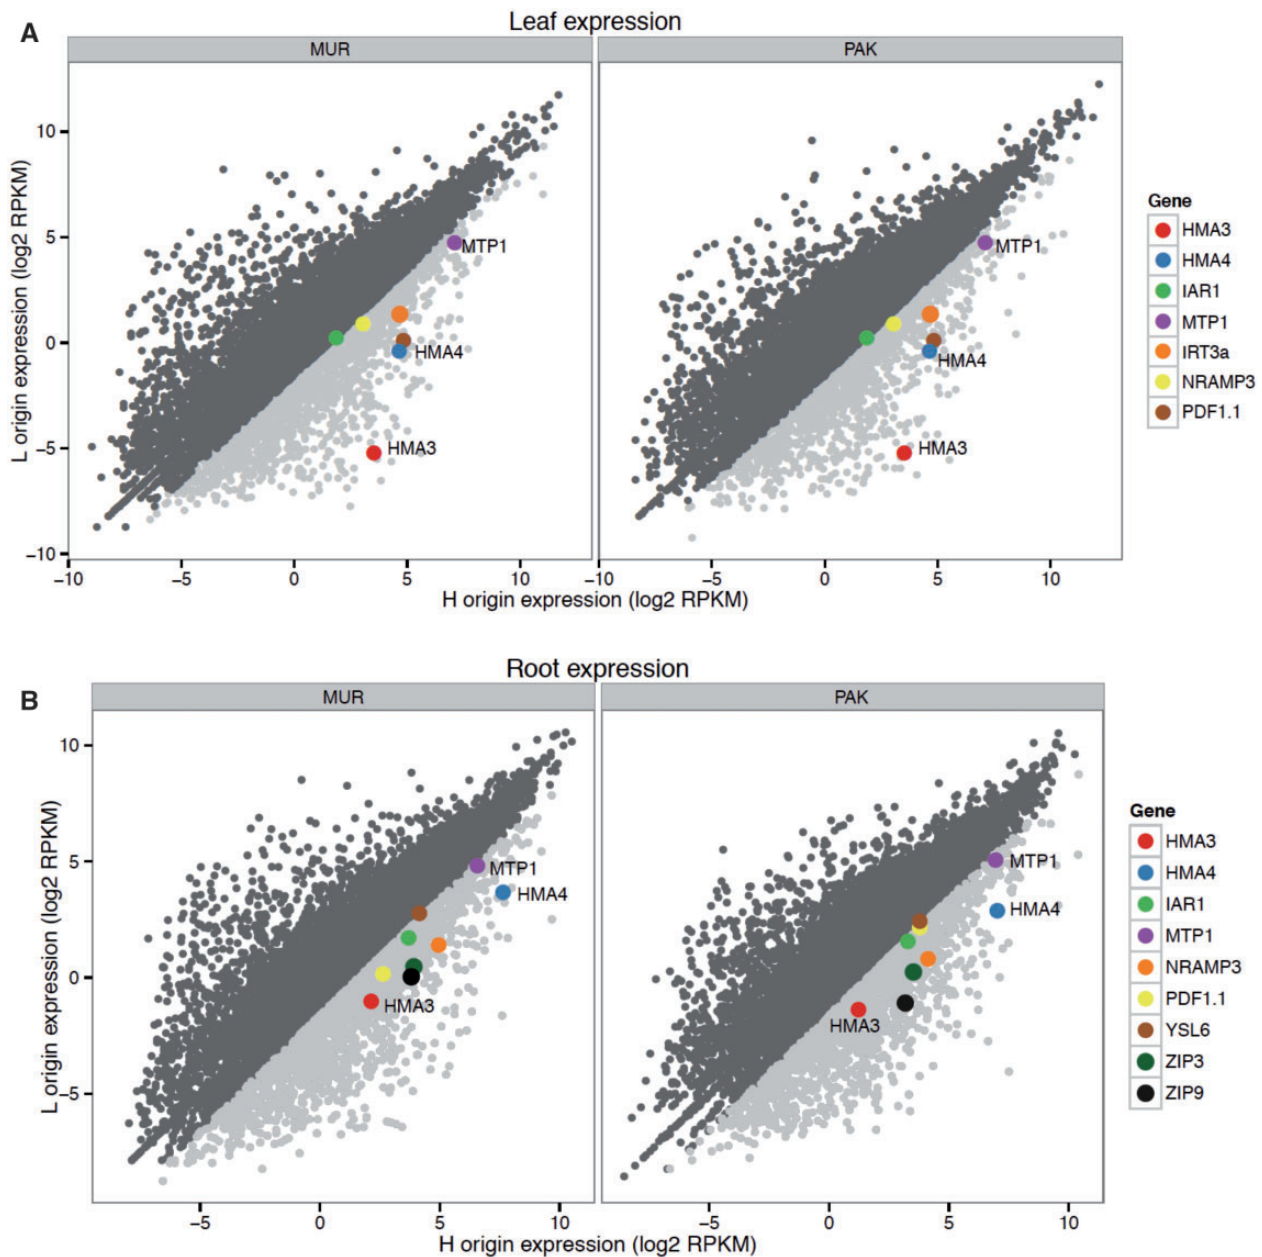 A
Leaf expression
MUR
PAK
L origin expression (log2 RPKM)
10
5
0
−5
−10
MTP1
HMA4
HMA3
MTP1
HMA4
HMA3
−10
−5
0
5
10
−10
−5
0
5
10
H origin expression (log2 RPKM)
Gene
HMA3
HMA4
IAR1
MTP1
IRT3a
NRAMP3
PDF1.1
B
Root expression
MUR
PAK
L origin expression (log2 RPKM)
10
5
0
−5
MTP1
HMA4
HMA3
MTP1
HMA4
HMA3
−5
0
5
10
−5
0
5
10
H origin expression (log2 RPKM)
Gene
HMA3
HMA4
IAR1
MTP1
NRAMP3
PDF1.1
YSL6
ZIP3
ZIP9